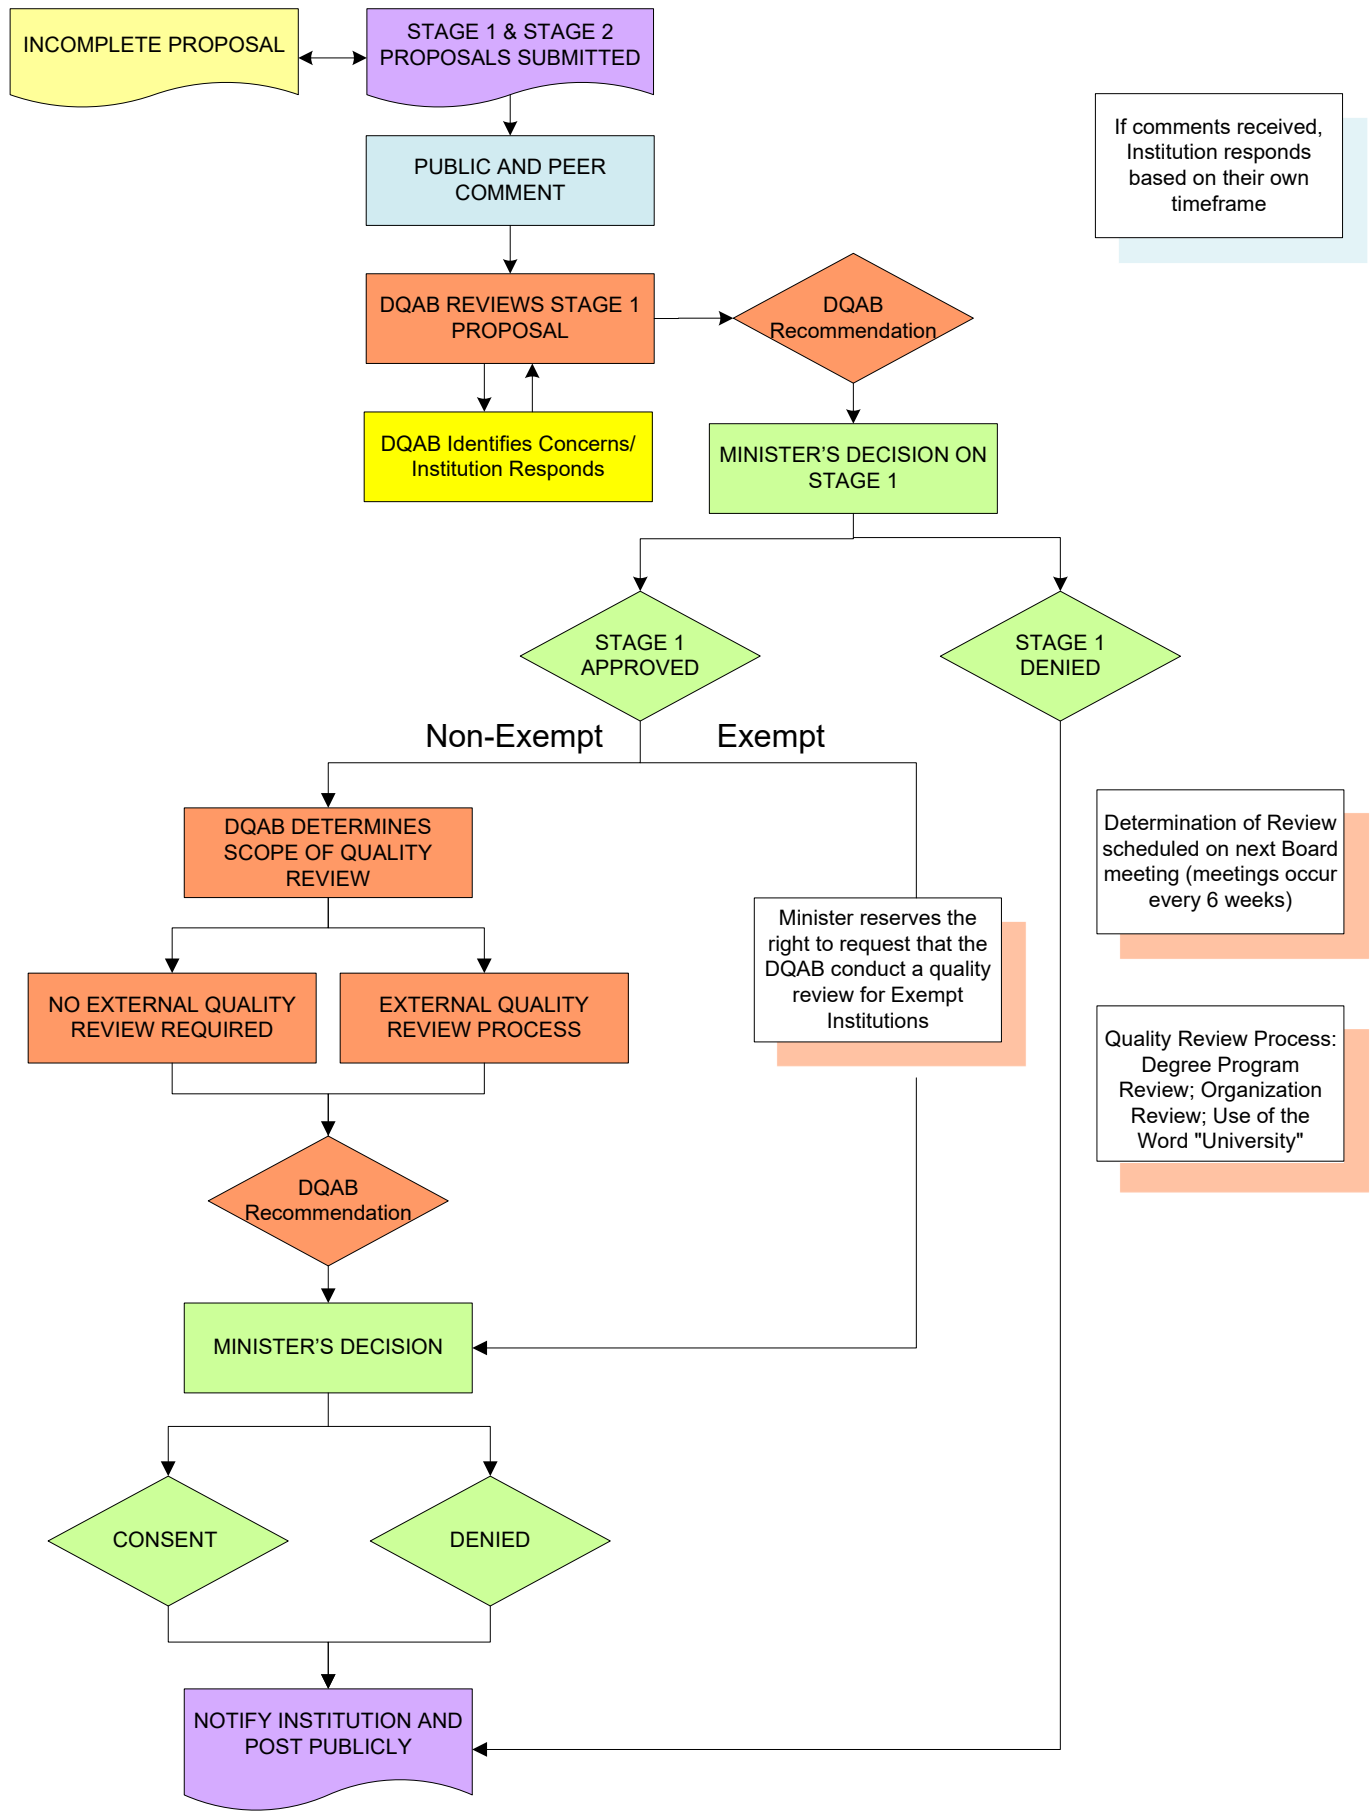 INCOMPLETE PROPOSAL
STAGE 1 & STAGE 2
PROPOSALS SUBMITTED
If comments received,
Institution responds
based on their own
timeframe
PUBLIC AND PEER
COMMENT
DQAB REVIEWS STAGE 1
PROPOSAL
DQAB
Recommendation
DQAB Identifies Concerns/
Institution Responds
MINISTER’S DECISION ON
STAGE 1
STAGE 1
APPROVED
STAGE 1
DENIED
Non-Exempt
Exempt
DQAB DETERMINES
SCOPE OF QUALITY
REVIEW
Determination of Review
scheduled on next Board
meeting (meetings occur
every 6 weeks)
Minister reserves the
right to request that the
DQAB conduct a quality
review for Exempt
Institutions
NO EXTERNAL QUALITY
REVIEW REQUIRED
EXTERNAL QUALITY
REVIEW PROCESS
Quality Review Process:
Degree Program
Review; Organization
Review; Use of the
Word "University"
DQAB
Recommendation
MINISTER’S DECISION
CONSENT
DENIED
NOTIFY INSTITUTION AND
POST PUBLICLY